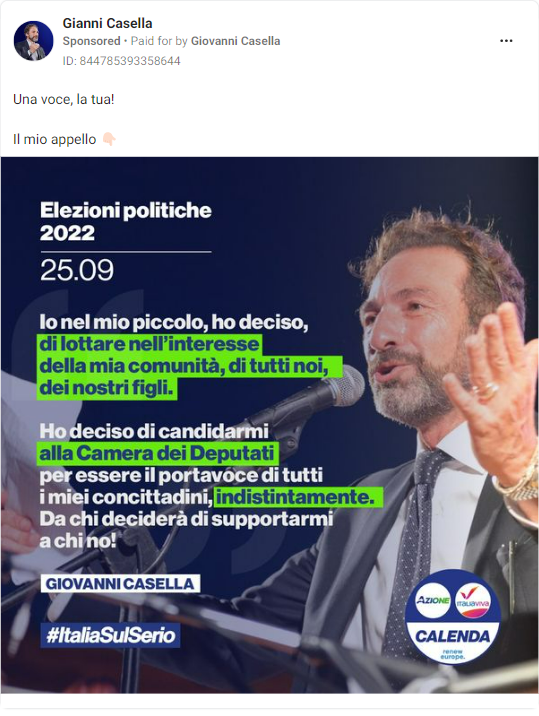 Gianni Casella
Sponsored • Paid for by Giovanni Casella
ID: 844785393358644
Una voce, la tua!
Il mio appello 👇🏻
Elezioni politiche
2022
25.09
Io nel mio piccolo, ho deciso,
di lottare nell'interesse
della mia comunità, di tutti noi,
dei nostri figli.
Ho deciso di candidarmi
alla Camera dei Deputati
per essere il portavoce di tutti
i miei concittadini, indistintamente.
Da chi deciderà di supportarmi
a chi no!
GIOVANNI CASELLA
#ItaliaSulSerio
AZIONE
ITALIAVIVA
CALENDA
renew
europe.